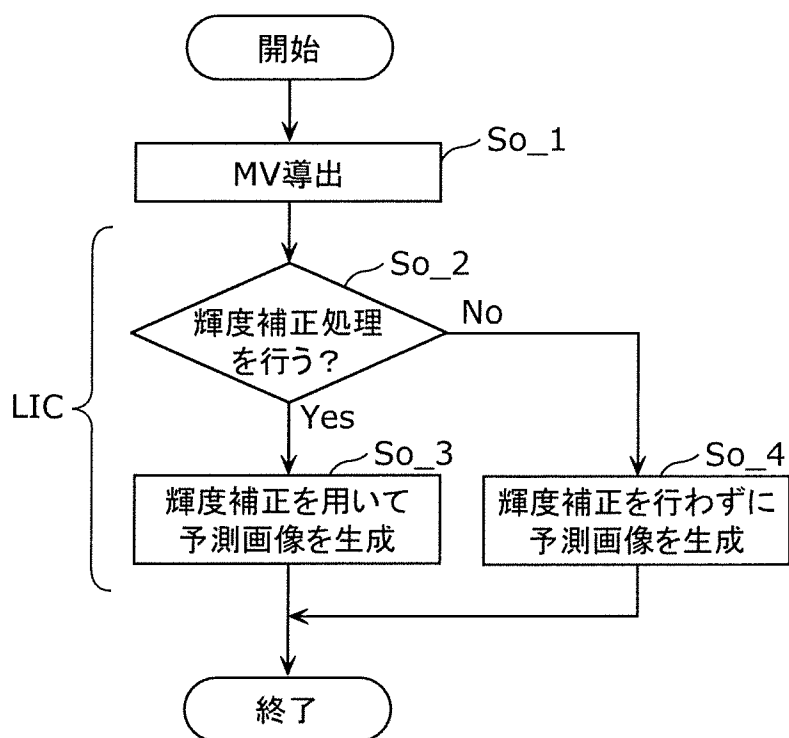 開始
So_1
MV導出
So_2
輝度補正処理
を行う？
No
LIC
Yes
So_3
輝度補正を用いて
予測画像を生成
So_4
輝度補正を行わずに
予測画像を生成
終了